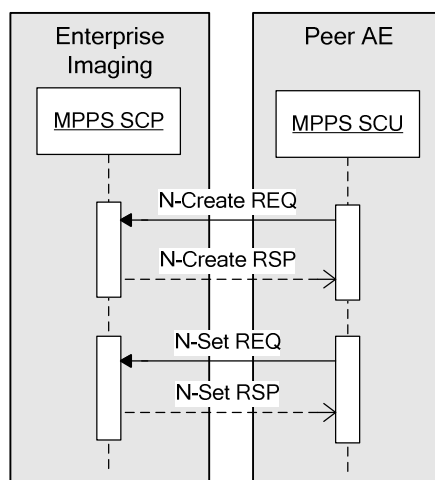 Enterprise
Imaging
Peer AE
MPPS SCP
MPPS SCU
N-Create REQ
N-Create RSP
N-Set REQ
N-Set RSP